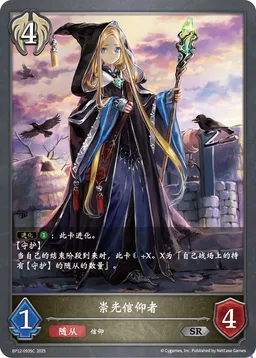 4
进化 1 : 此卡进化。
【守护】
当自己的结束阶段到来时，此卡+X。X为「自己战场上的持有【守护】的随从的数量」。
崇光信仰者
1
随从 信仰
SR
4
© Cygames, Inc. Published by NetEase Games